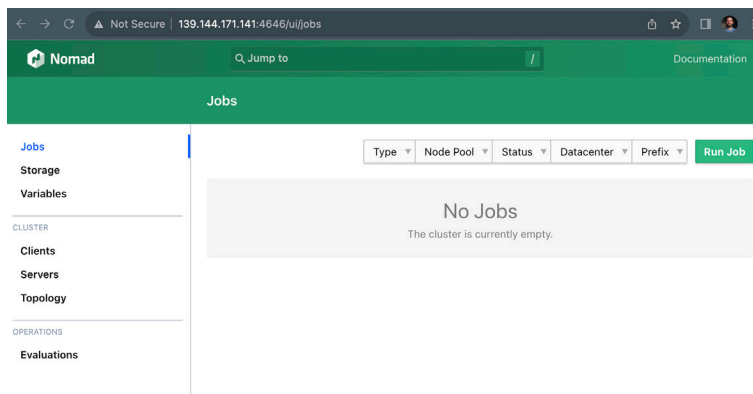 Not Secure | 139.144.171.141:4646/ui/jobs
Nomad Jump to / Documentation
Jobs
Jobs
Type Node Pool Status Datacenter Prefix Run Job
Storage
Variables
No Jobs
The cluster is currently empty.
CLUSTER
Clients
Servers
Topology
OPERATIONS
Evaluations